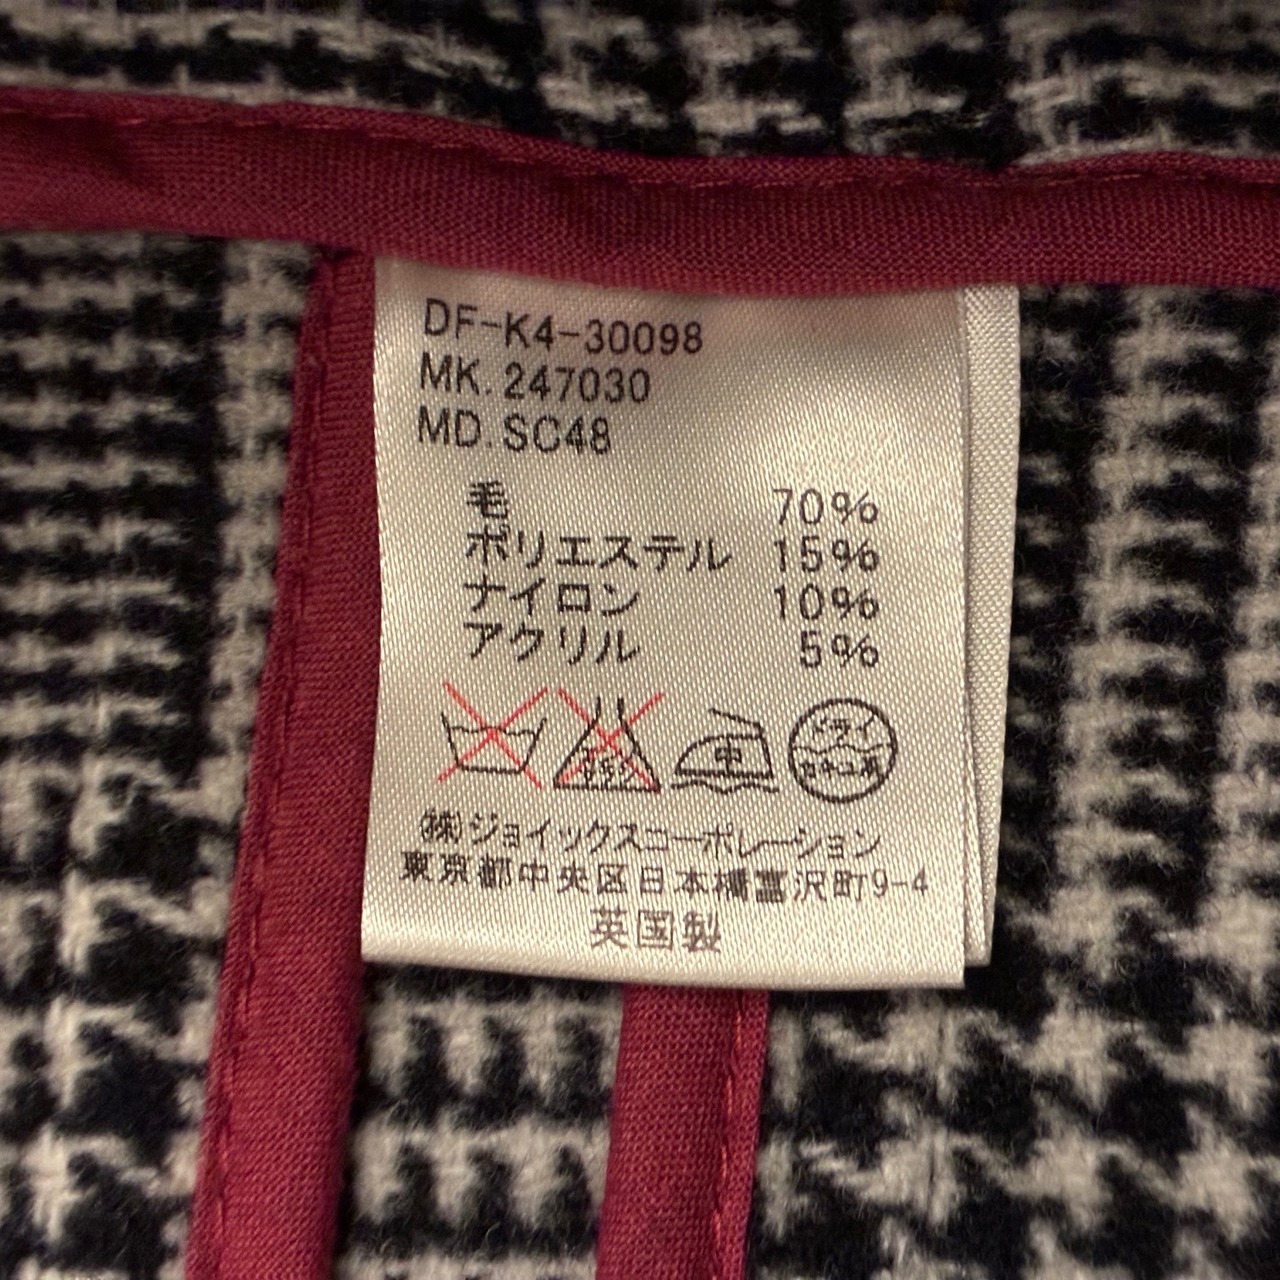 DF-K4-30098
MK. 247030
MD. SC48
毛 70%
ポリエステル 15%
ナイロン 10%
アクリル 5%
中 ドライ
㈱ジョイックスコーポレーション
東京都中央区日本橋富沢町9-4
英国製